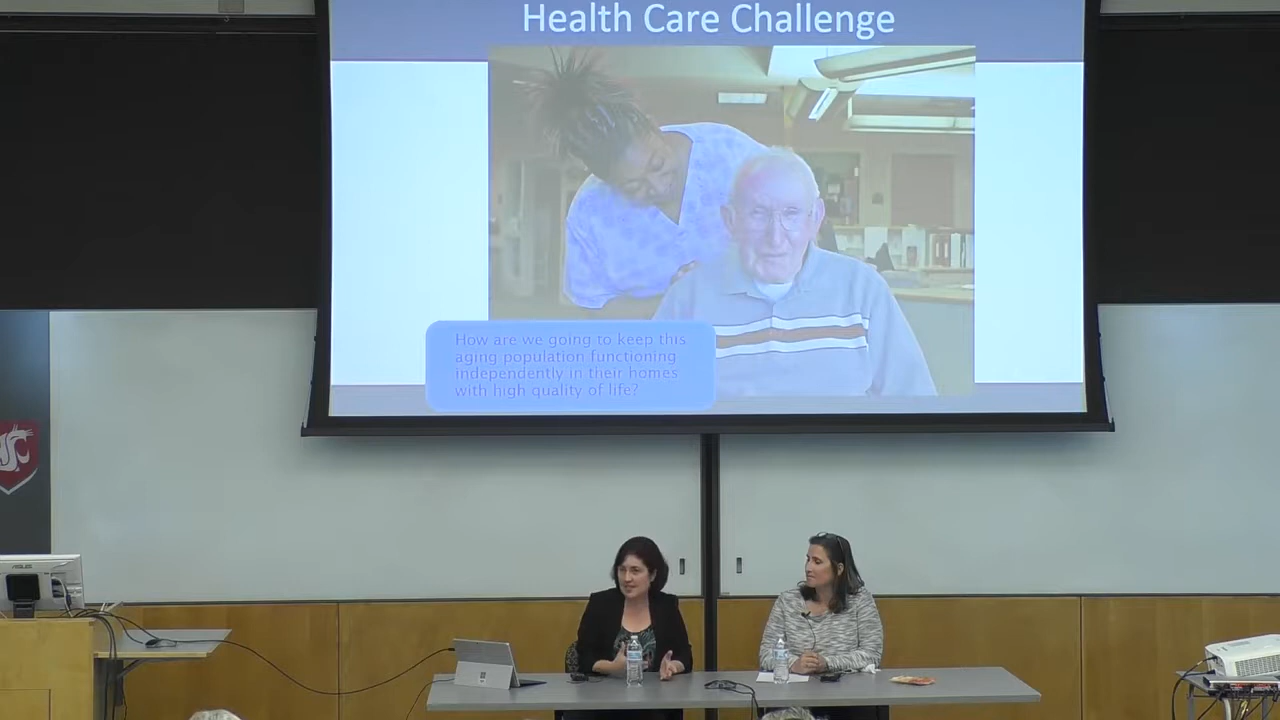 Health Care Challenge
How are we going to keep this
aging population functioning
independently in their homes
with high quality of life?
ASUS